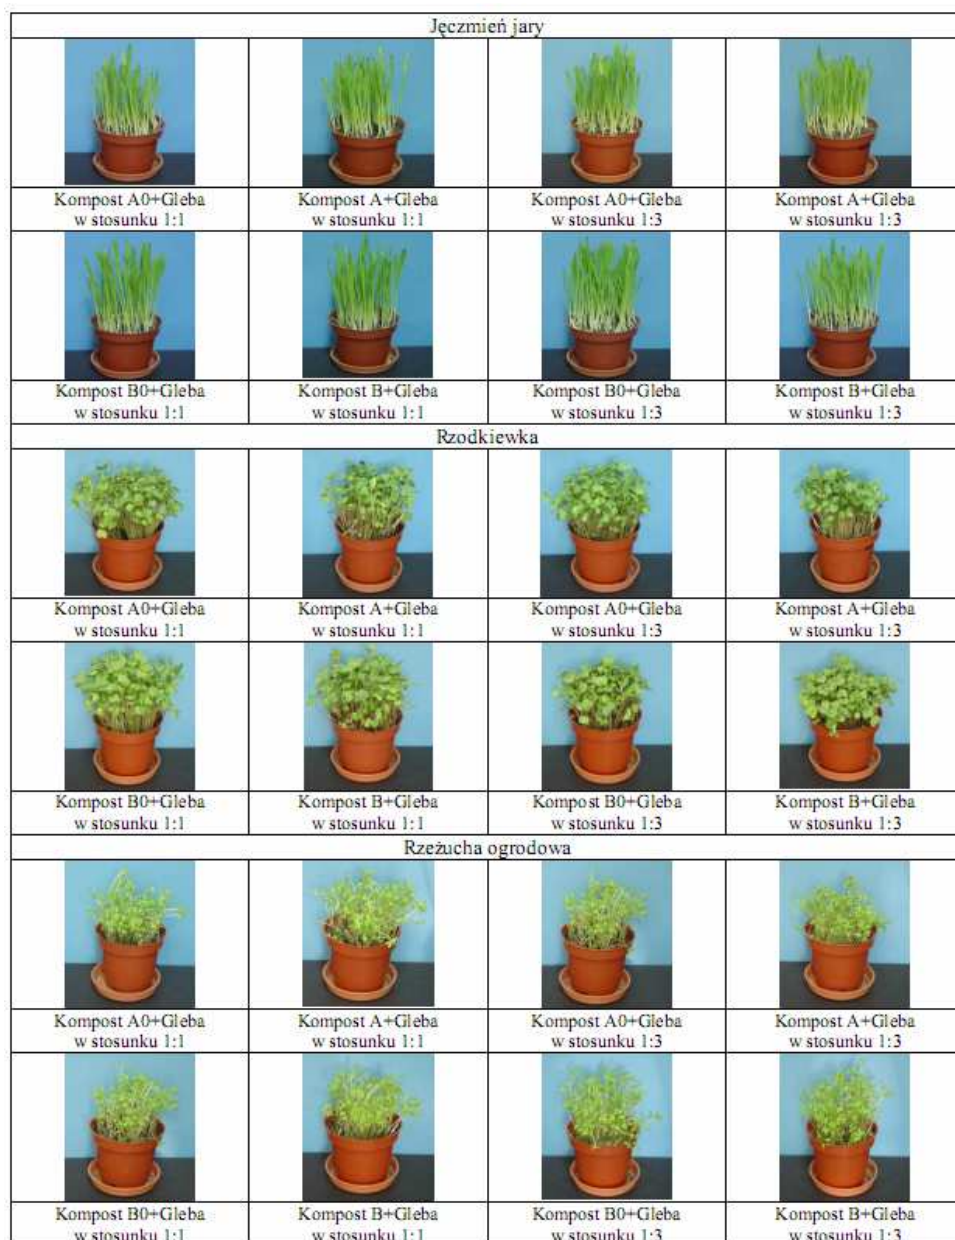 Jęczmień jary
Kompost A0+Gleba
w stosunku 1:1
Kompost A+Gleba
w stosunku 1:1
Kompost A0+Gleba
w stosunku 1:3
Kompost A+Gleba
w stosunku 1:3
Kompost B0+Gleba
w stosunku 1:1
Kompost B+Gleba
w stosunku 1:1
Kompost B0+Gleba
w stosunku 1:3
Kompost B+Gleba
w stosunku 1:3
Rzodkiewka
Kompost A0+Gleba
w stosunku 1:1
Kompost A+Gleba
w stosunku 1:1
Kompost A0+Gleba
w stosunku 1:3
Kompost A+Gleba
w stosunku 1:3
Kompost B0+Gleba
w stosunku 1:1
Kompost B+Gleba
w stosunku 1:1
Kompost B0+Gleba
w stosunku 1:3
Kompost B+Gleba
w stosunku 1:3
Rzeżucha ogrodowa
Kompost A0+Gleba
w stosunku 1:1
Kompost A+Gleba
w stosunku 1:1
Kompost A0+Gleba
w stosunku 1:3
Kompost A+Gleba
w stosunku 1:3
Kompost B0+Gleba
w stosunku 1:1
Kompost B+Gleba
w stosunku 1:1
Kompost B0+Gleba
w stosunku 1:3
Kompost B+Gleba
w stosunku 1:3